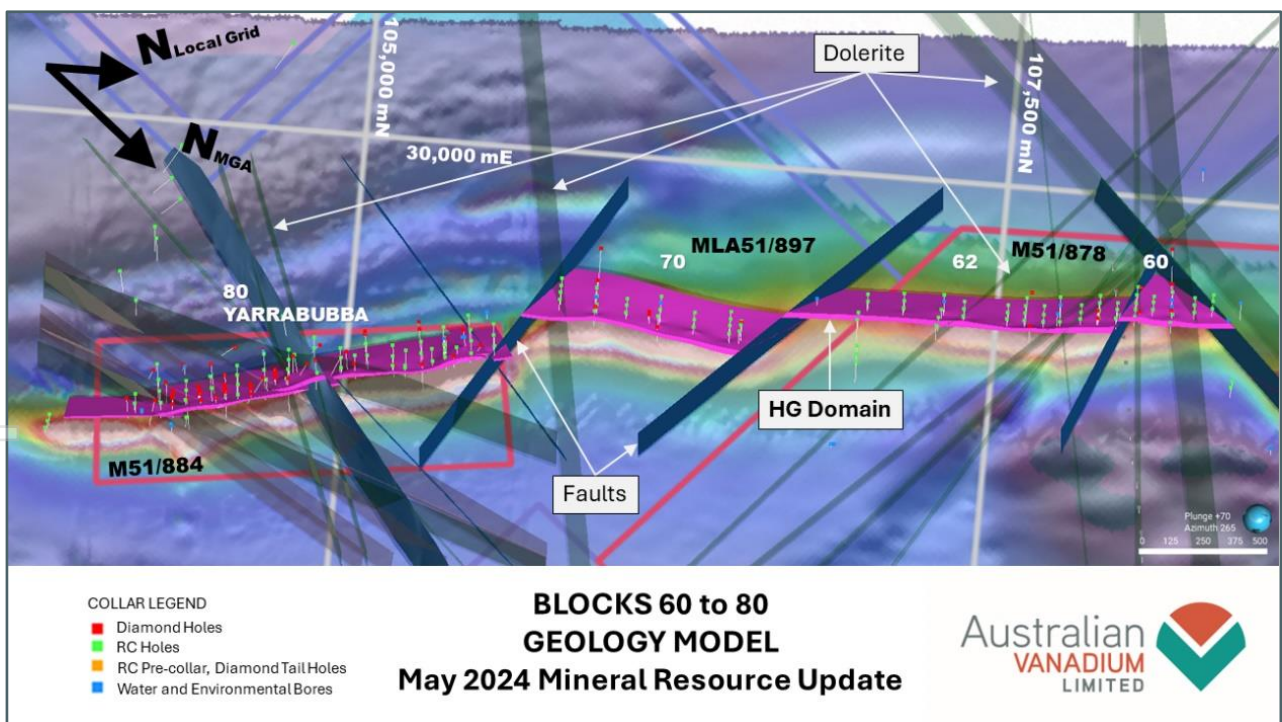 N Local Grid
N MGA
105,000 mN
30,000 mE
Dolerite
107,500 mN
MLA51/897
M51/878
70
62
60
80
YARRABUBBA
HG Domain
M51/884
Faults
Plunge +70
Azimuth 265
0 125 250 375 500
COLLAR LEGEND
Diamond Holes
RC Holes
RC Pre-collar, Diamond Tail Holes
Water and Environmental Bores
BLOCKS 60 to 80
GEOLOGY MODEL
May 2024 Mineral Resource Update
Australian
VANADIUM
LIMITED